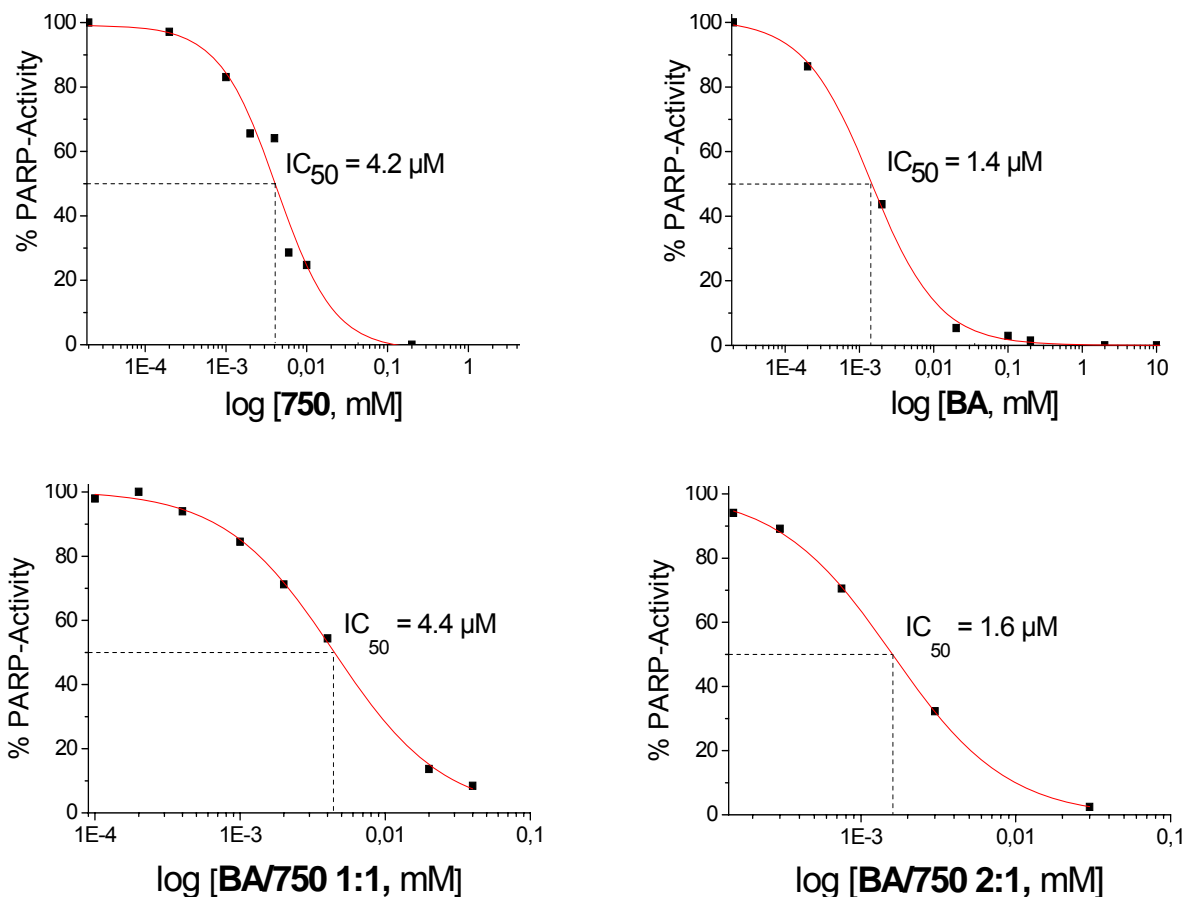 100
80
60
40
20
0
% PARP-Activity
IC50 = 4.2 µM
1E-4 1E-3 0,01 0,1 1
log [750, mM]
100
80
60
40
20
0
% PARP-Activity
IC50 = 1.4 µM
1E-4 1E-3 0,01 0,1 1 10
log [BA, mM]
100
80
60
40
20
0
% PARP-Activity
IC50 = 4.4 µM
1E-4 1E-3 0,01 0,1
log [BA/750 1:1, mM]
100
80
60
40
20
0
% PARP-Activity
IC50 = 1.6 µM
1E-3 0,01 0,1
log [BA/750 2:1, mM]